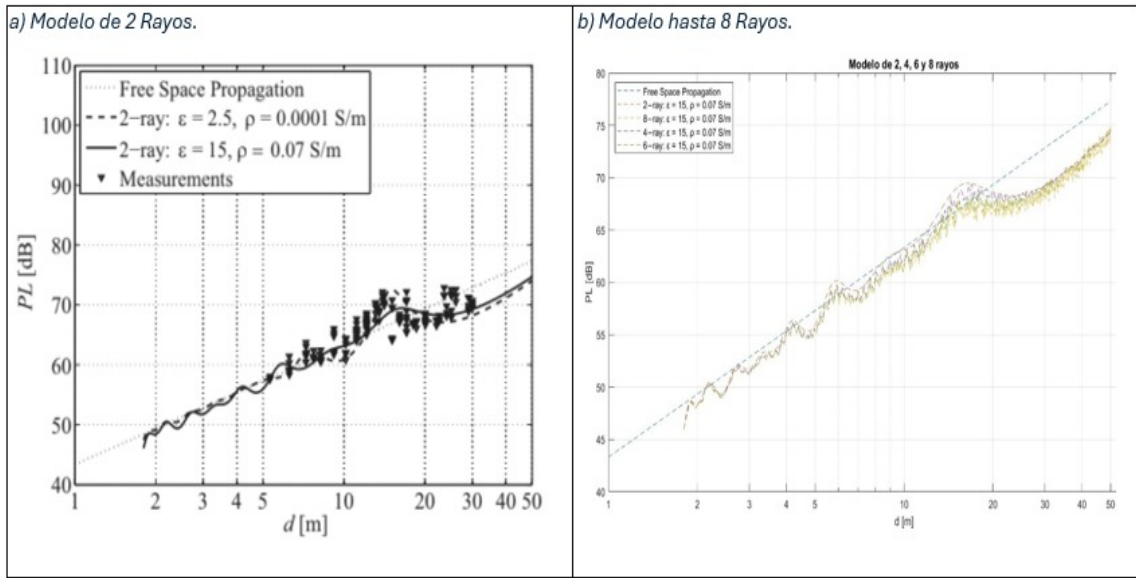 a) Modelo de 2 Rayos.
110
100
90
80
70
60
50
40
PL [dB]
Free Space Propagation
2-ray: ε = 2.5, ρ = 0.0001 S/m
2-ray: ε = 15, ρ = 0.07 S/m
Measurements
1 2 3 4 5 10 20 30 40 50
d [m]
b) Modelo hasta 8 Rayos.
Modelo de 2, 4, 6 y 8 rayos
80
75
70
65
60
55
50
45
40
PL [dB]
Free Space Propagation
2-ray: ε = 15, ρ = 0.07 S/m
8-ray: ε = 15, ρ = 0.07 S/m
4-ray: ε = 15, ρ = 0.07 S/m
6-ray: ε = 15, ρ = 0.07 S/m
1 2 3 4 5 10 20 30 40 50
d [m]